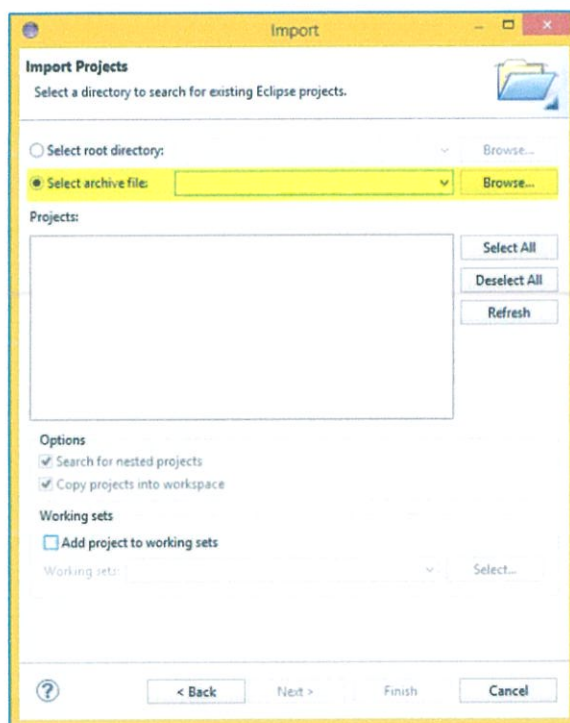 Import
Import Projects
Select a directory to search for existing Eclipse projects.
Select root directory: Browse...
Select archive file: Browse...
Projects:
Select All
Deselect All
Refresh
Options
Search for nested projects
Copy projects into workspace
Working sets
Add project to working sets
Working sets: Select...
? < Back Next > Finish Cancel